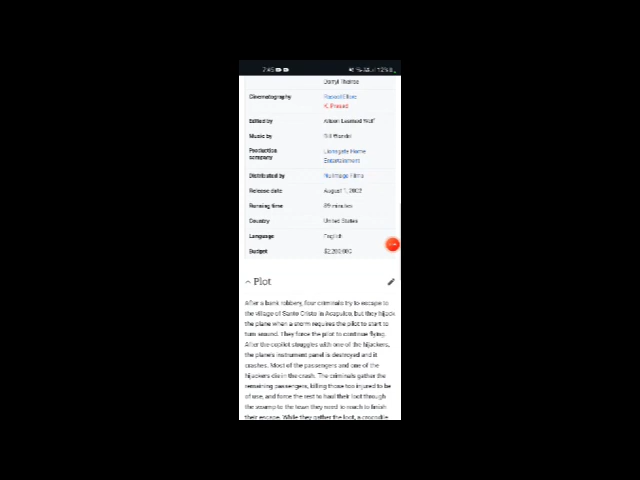 Cinematography
Edited by
Music by
Production
company
Lionsgate Home
Entertainment
Distributed by
Release date
August 1, 2002
Running time
minutes
Country
United States
Language
English
Budget
Plot
After a bank robbery, four criminals try to escape to
the village of Santo Cristo in Acapulco, but they hijack
the plane when a storm requires the pilot to start to
turn around. They force the pilot to continue flying.
After the copilot struggles with one of the hijackers,
the plane's instrument panel is destroyed and it
crashes. Most of the passengers and one of the
hijackers die in the crash. The criminals gather the
remaining passengers, killing those too injured to be
of use, and force the rest to haul their loot through
the swamp to the town they need to reach to finish
their escape. While they gather the loot, a crocodile